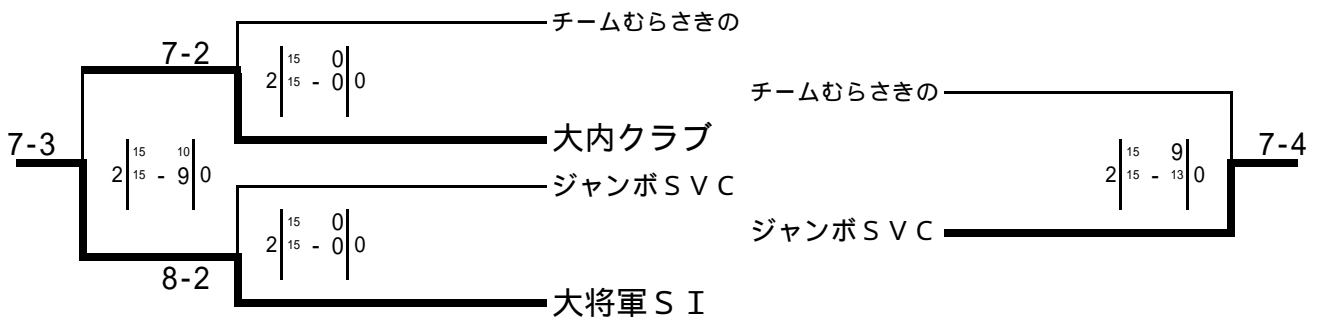 チームむらさきの
7-2
15 0
2 15 - 0 0
大内クラブ
7-3
15 10
2 15 - 9 0
ジャンボＳＶＣ
15 0
2 15 - 0 0
8-2
大将軍ＳＩ
チームむらさきの
7-4
15 9
2 15 - 13 0
ジャンボＳＶＣ